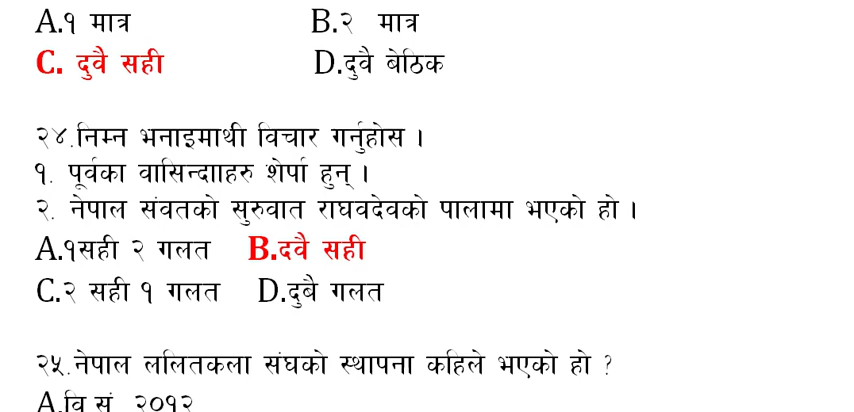 A.१ मात्र B.२ मात्र
C. दुवै सही D.दुवै बेठिक
२४.निम्न भनाइमाथी विचार गर्नुहोस ।
१. पूर्वका वासिन्दााहरु शेर्पा हुन् ।
२. नेपाल संवतको सुरुवात राघवदेवको पालामा भएको हो ।
A.१सही २ गलत B.दवै सही
C.२ सही १ गलत D.दुबै गलत
२५.नेपाल ललितकला संघको स्थापना कहिले भएको हो ?
A.वि सं २०१२